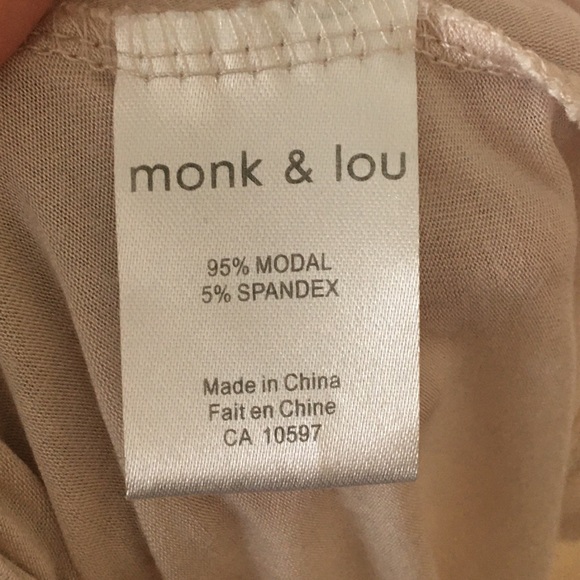 monk & lou
95% MODAL
5% SPANDEX
Made in China
Fait en Chine
CA 10597